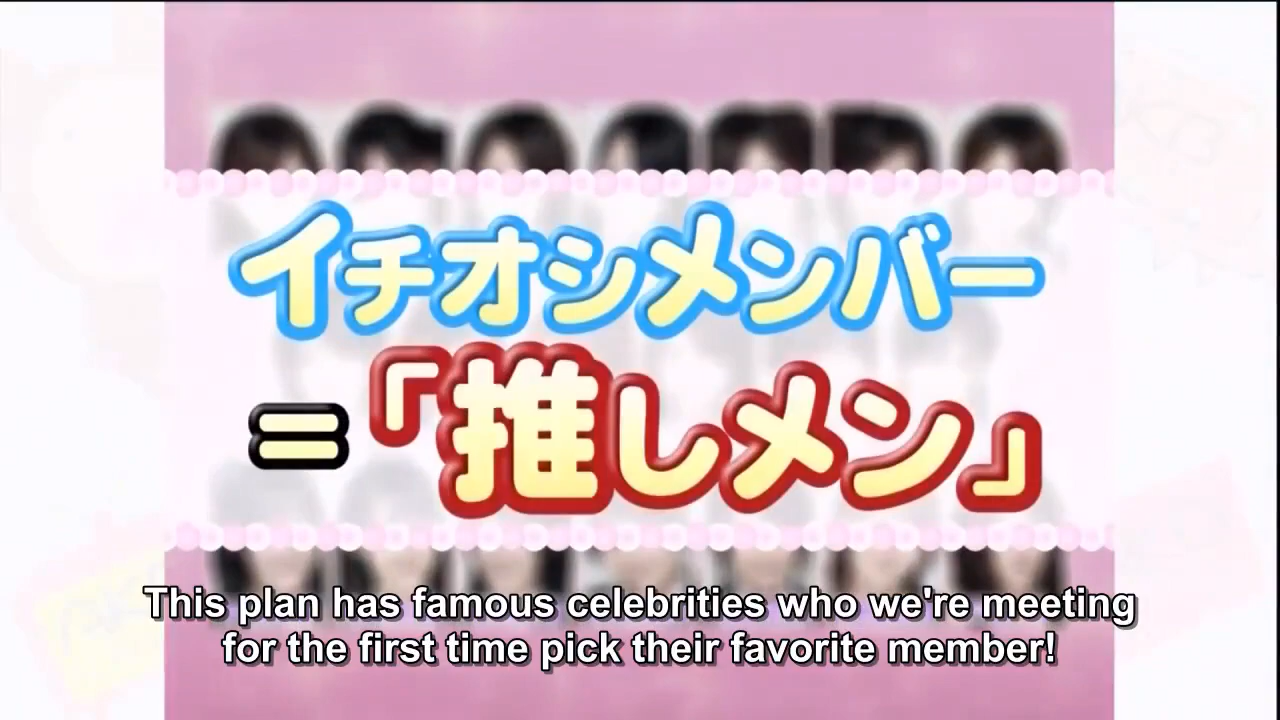 イチオシメンバー
=「推しメン」
This plan has famous celebrities who we're meeting
for the first time pick their favorite member!